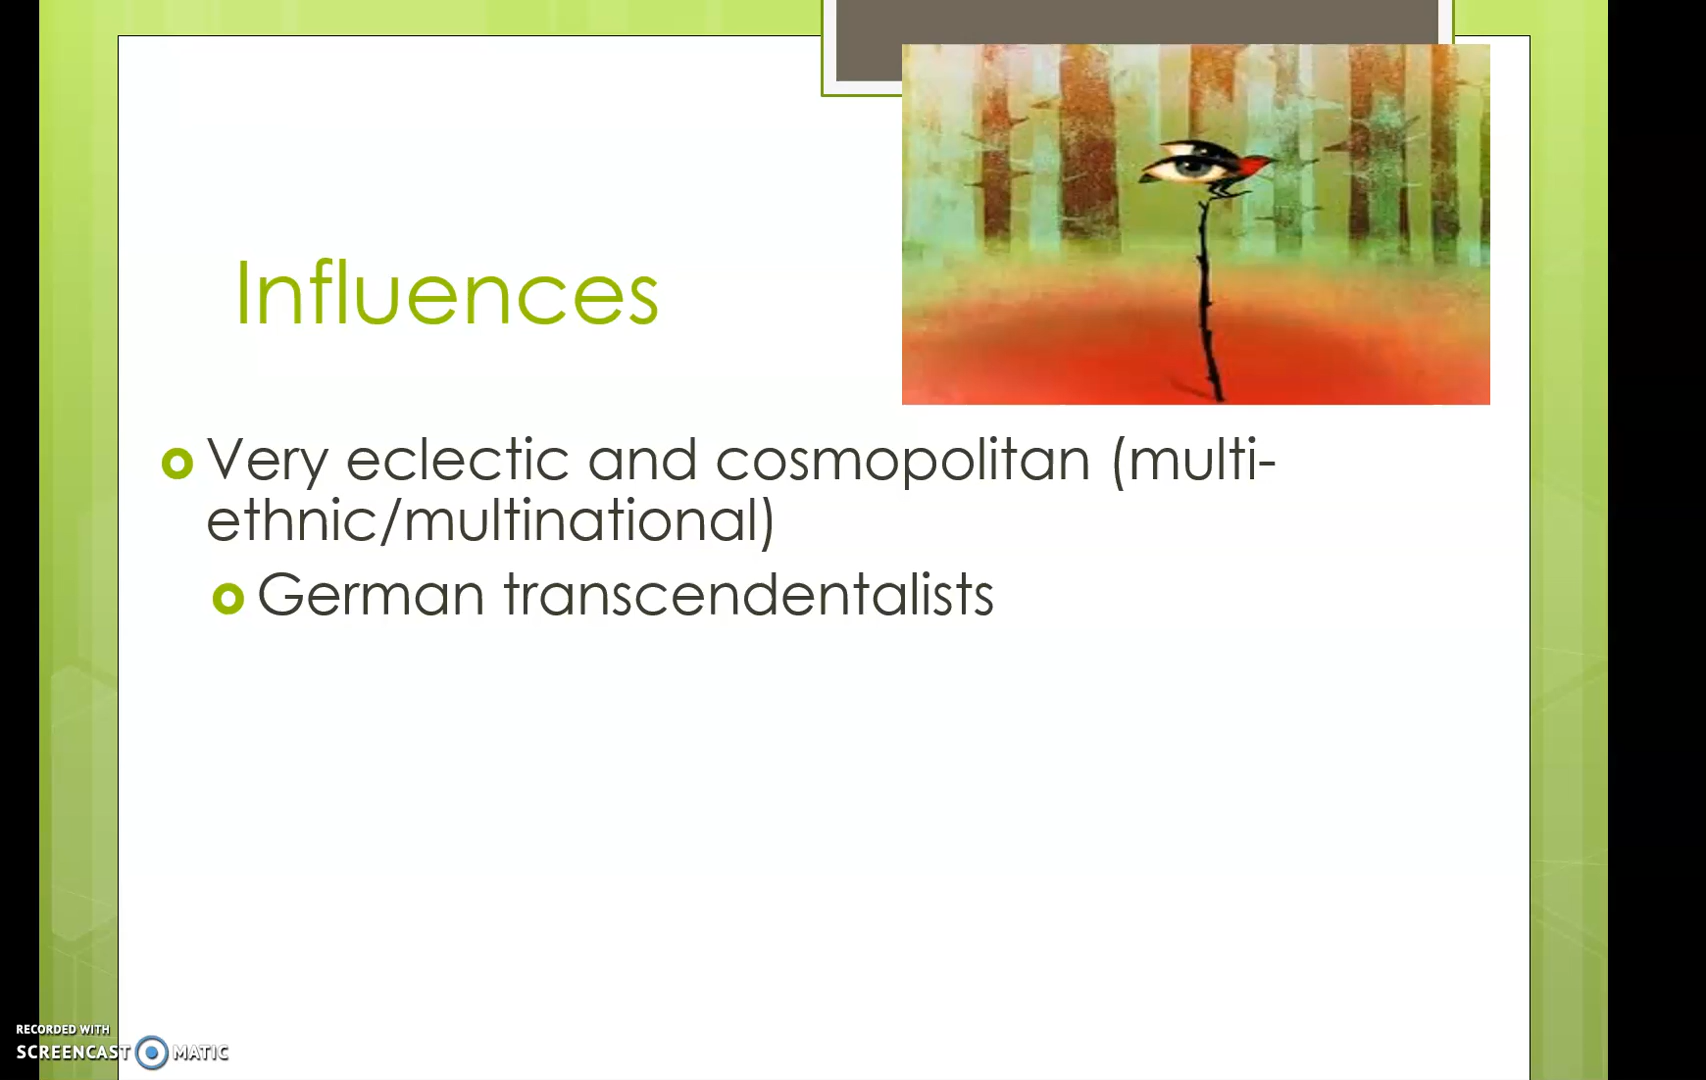 Influences
Very eclectic and cosmopolitan (multi-
ethnic/multinational)
German transcendentalists
RECORDED WITH
SCREENCAST MATIC